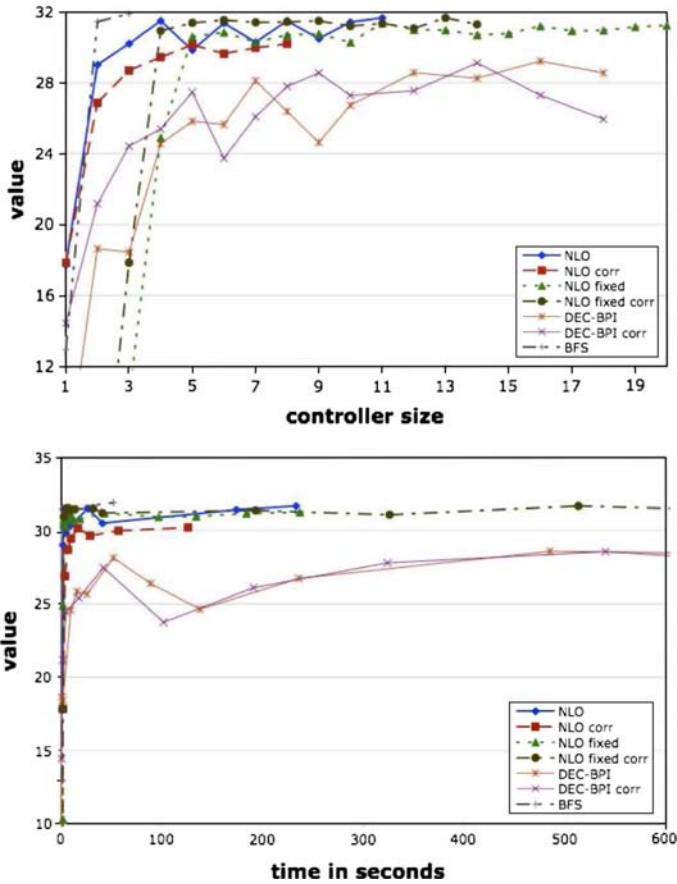 32
28
24
20
16
12
value
1 3 5 7 9 11 13 15 17 19
controller size
NLO
NLO corr
NLO fixed
NLO fixed corr
DEC-BPI
DEC-BPI corr
BFS
35
30
25
20
15
10
value
0 100 200 300 400 500 600
time in seconds
NLO
NLO corr
NLO fixed
NLO fixed corr
DEC-BPI
DEC-BPI corr
BFS